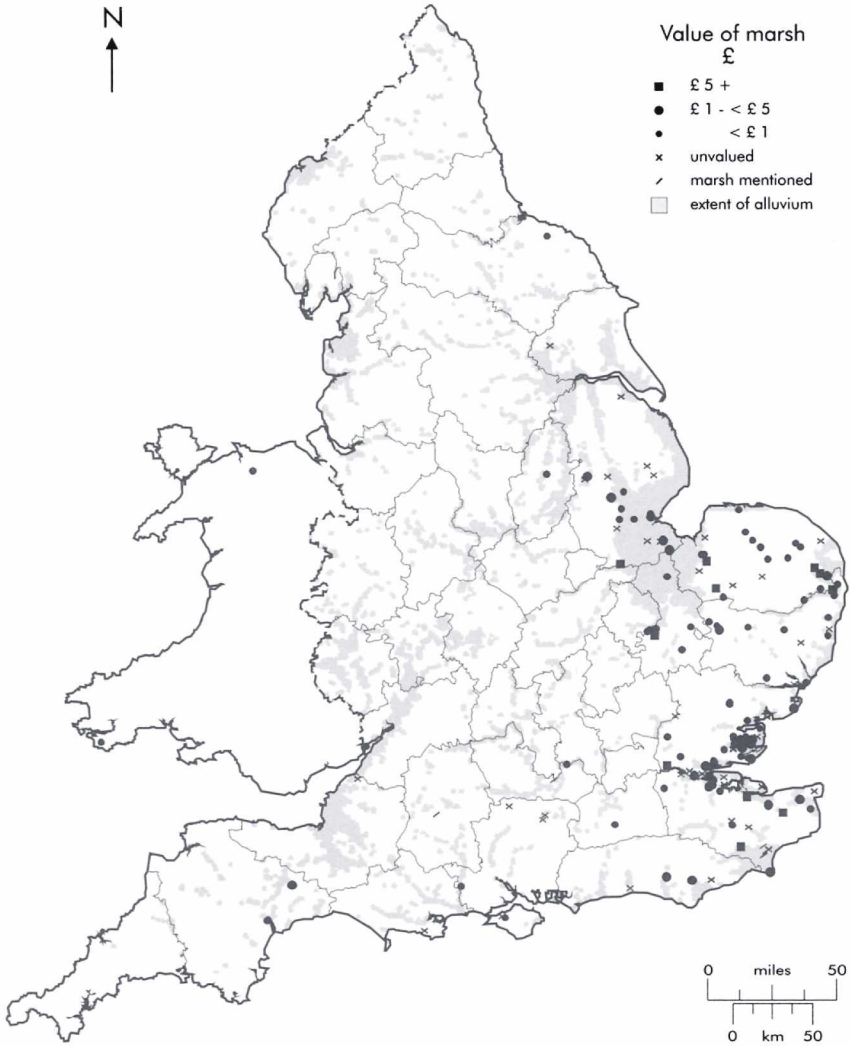 N
Value of marsh
£
£ 5 +
£ 1 - < £ 5
< £ 1
unvalued
marsh mentioned
extent of alluvium
0 miles 50
0 km 50